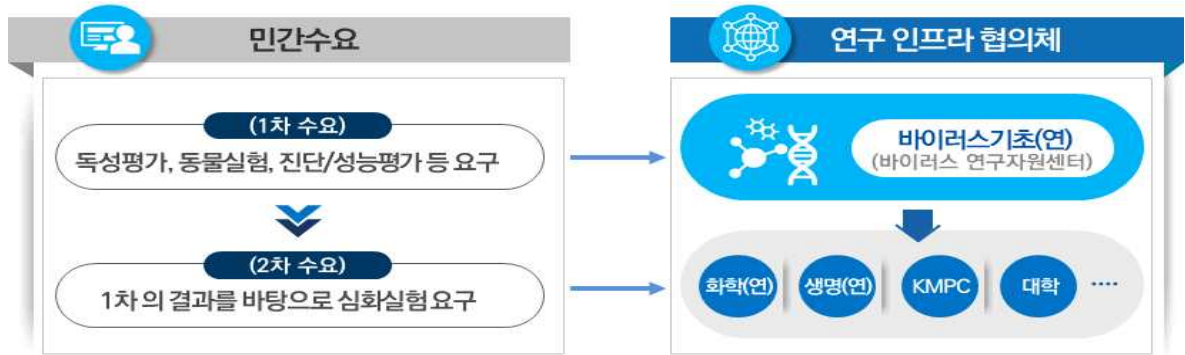 민간수요
(1차 수요)
독성평가, 동물실험, 진단/성능평가 등 요구
(2차 수요)
1차 의 결과를 바탕으로 심화실험 요구
연구 인프라 협의체
바이러스기초(연)
(바이러스 연구자원센터)
화학(연)
생명(연)
KMPC
대학
....